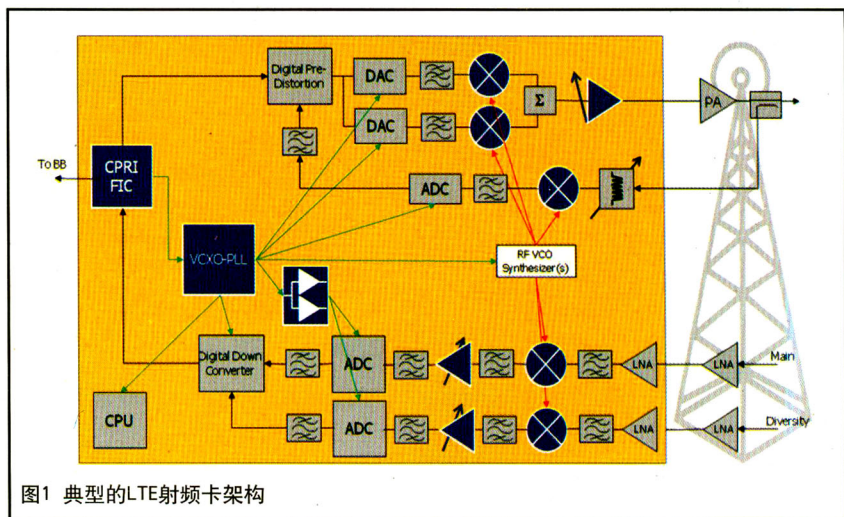 Digital Pre-
Distortion
DAC
DAC
Σ
PA
To BB
CPRI
FIC
ADC
VCXO-PLL
RF VCO
Synthesizer(s)
Digital Down
Converter
ADC
LNA
LNA
Main
CPU
ADC
LNA
LNA
Diversity
图1 典型的LTE射频卡架构